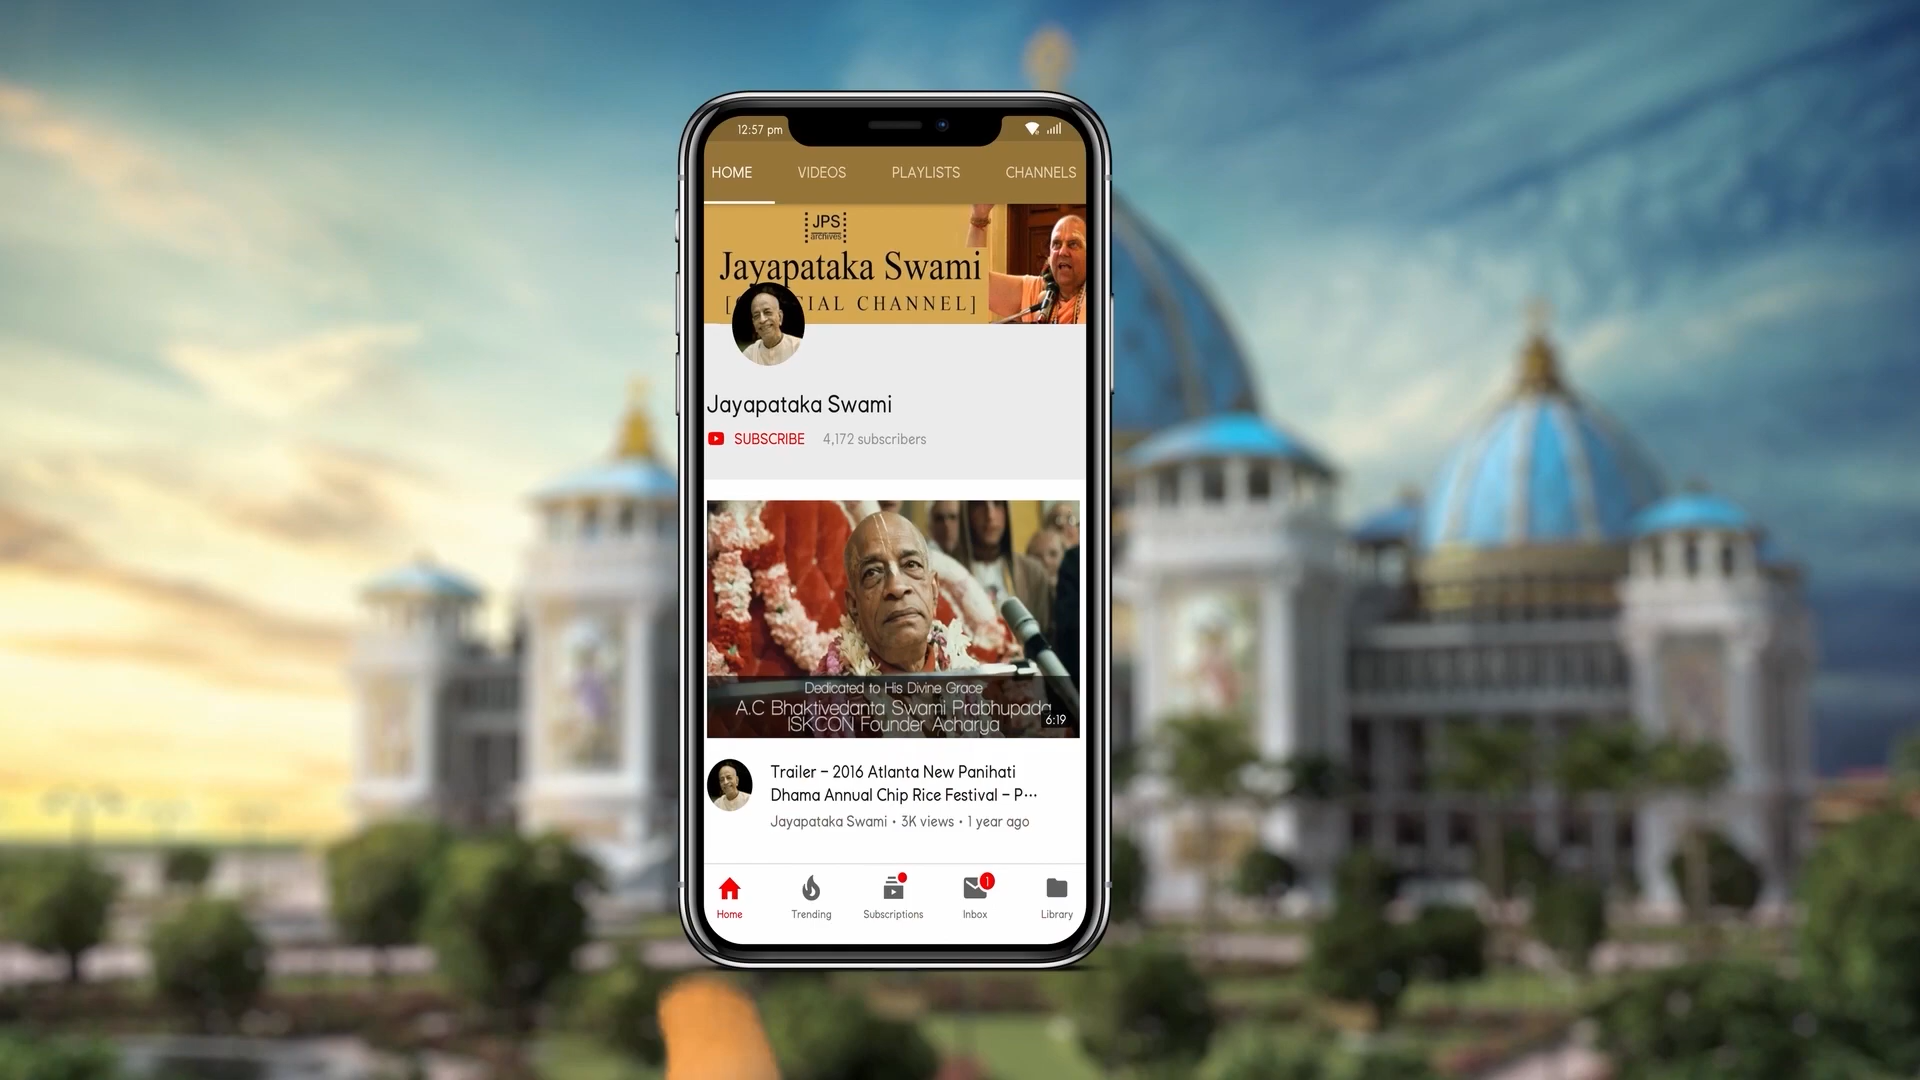 12:57 pm
HOME VIDEOS PLAYLISTS CHANNELS
JPS
archives
Jayapataka Swami
CIAL CHANNEL]
Jayapataka Swami
SUBSCRIBE 4,172 subscribers
Dedicated to His Divine Grace
A.C Bhaktivedanta Swami Prabhupada
ISKCON Founder Acharya
6:19
Trailer – 2016 Atlanta New Panihati
Dhama Annual Chip Rice Festival – P···
Jayapataka Swami • 3K views • 1 year ago
1
Home Trending Subscriptions Inbox Library